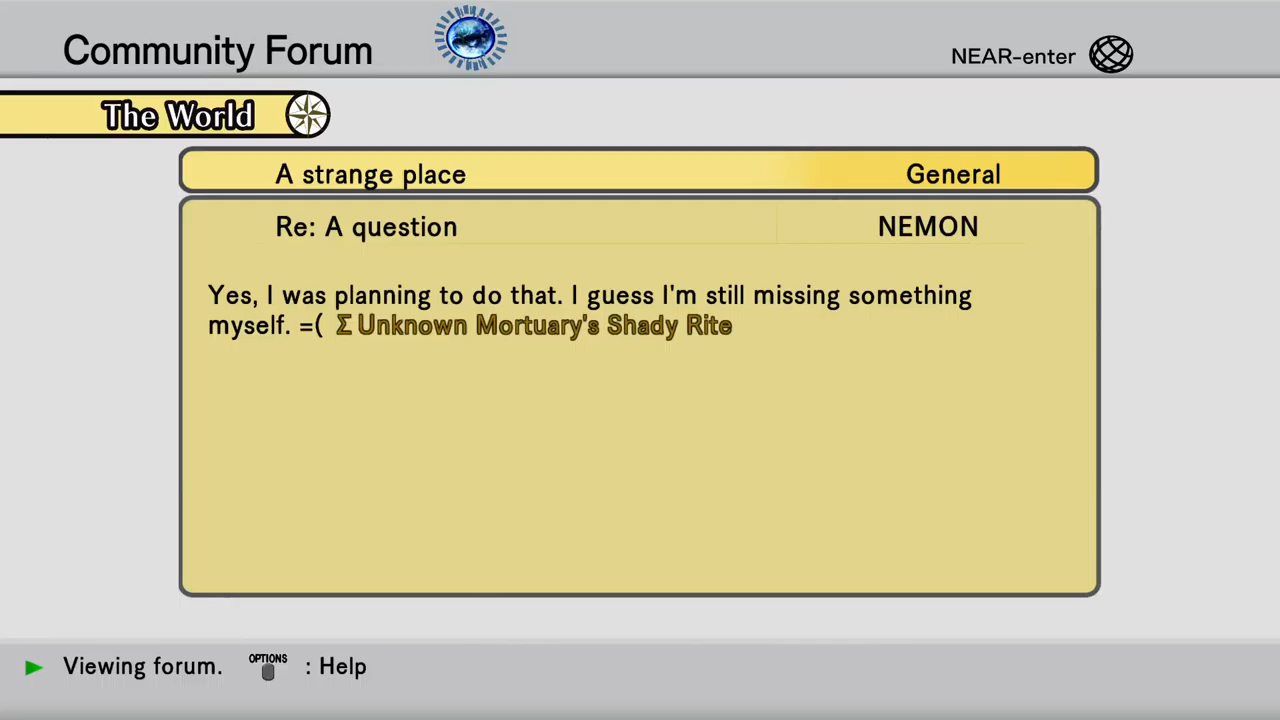 Community Forum
NEAR-enter
The World
A strange place
General
Re: A question
NEMON
Yes, I was planning to do that. I guess I'm still missing something
myself. =( Σ Unknown Mortuary's Shady Rite
Viewing forum.
OPTIONS
: Help